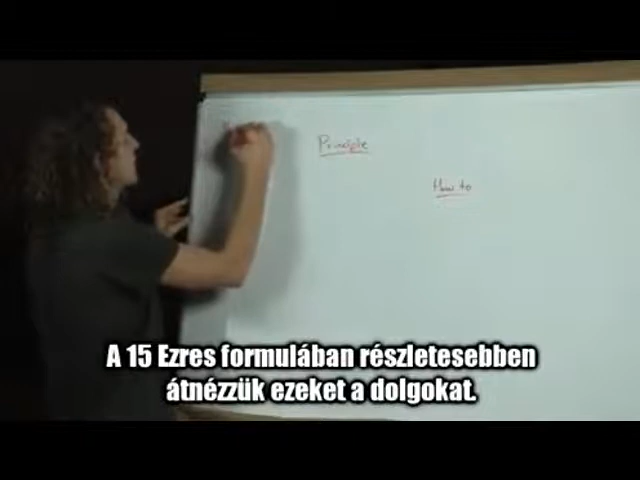 Principle
How to
A 15 Ezres formulában részletesebben
átnézzük ezeket a dolgokat.